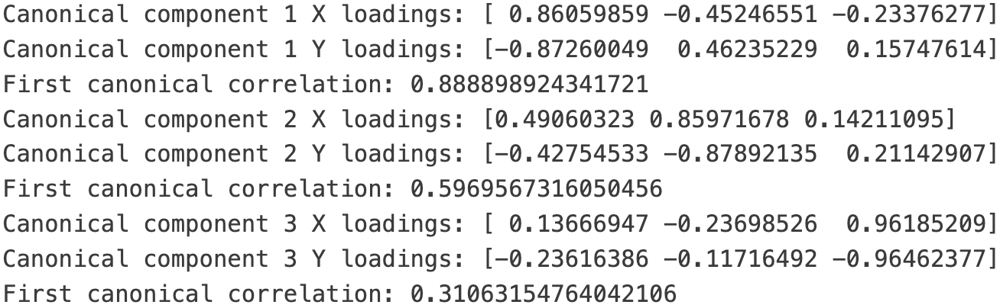 Canonical component 1 X loadings: [ 0.86059859 -0.45246551 -0.23376277]
Canonical component 1 Y loadings: [-0.87260049  0.46235229  0.15747614]
First canonical correlation: 0.888898924341721
Canonical component 2 X loadings: [0.49060323 0.85971678 0.14211095]
Canonical component 2 Y loadings: [-0.42754533 -0.87892135  0.21142907]
First canonical correlation: 0.5969567316050456
Canonical component 3 X loadings: [ 0.13666947 -0.23698526  0.96185209]
Canonical component 3 Y loadings: [-0.23616386 -0.11716492 -0.96462377]
First canonical correlation: 0.31063154764042106